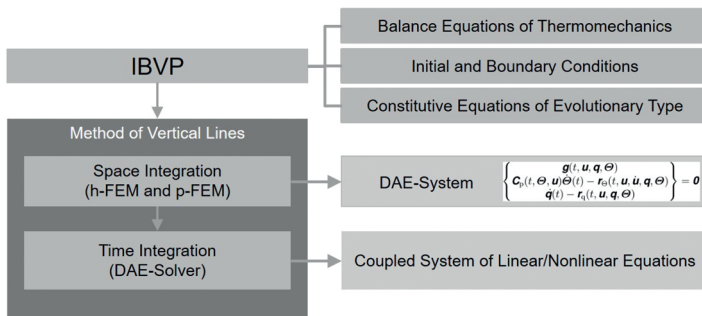 Balance Equations of Thermomechanics
IBVP
Initial and Boundary Conditions
Constitutive Equations of Evolutionary Type
Method of Vertical Lines
Space Integration
(h-FEM and p-FEM)
DAE-System
g(t, u, q, Θ)
C_p(t, Θ, u)Θ̇(t) − r_Θ(t, u, u̇, q, Θ) = 0
q̇(t) − r_q(t, u, q, Θ)
Time Integration
(DAE-Solver)
Coupled System of Linear/Nonlinear Equations